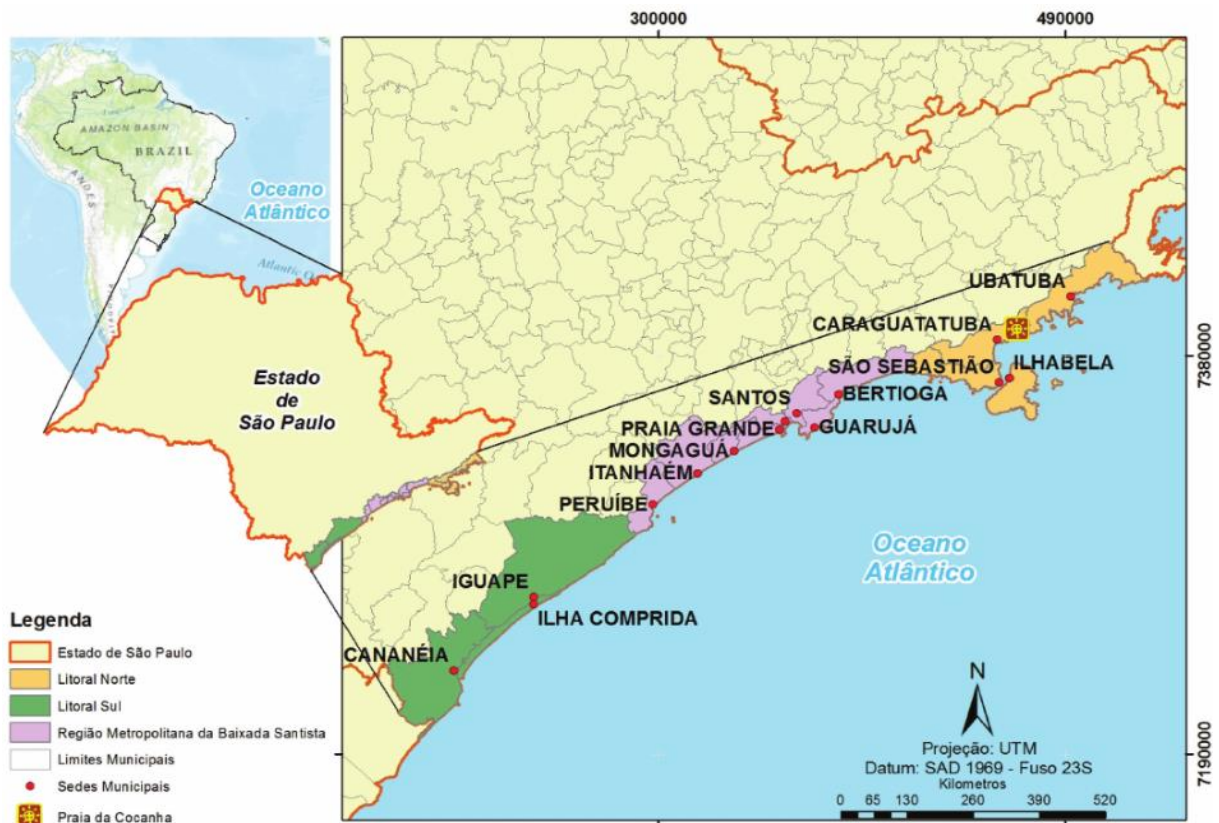 300000
490000
AMAZON BASIN
BRAZIL
ANDES
Oceano
Atlântico
Atlantic O
Estado
de
São Paulo
UBATUBA
CARAGUATATUBA
SÃO SEBASTIÃO
ILHABELA
SANTOS
BERTIOGA
PRAIA GRANDE
GUARUJÁ
MONGAGUÁ
ITANHAÉM
PERUÍBE
IGUAPE
ILHA COMPRIDA
CANANÉIA
Oceano
Atlântico
7380000
7190000
Legenda
Estado de São Paulo
Litoral Norte
Litoral Sul
Região Metropolitana da Baixada Santista
Limites Municipais
Sedes Municipais
Praia da Cocanha
N
Projeção: UTM
Datum: SAD 1969 - Fuso 23S
Kilometros
0 65 130 260 390 520